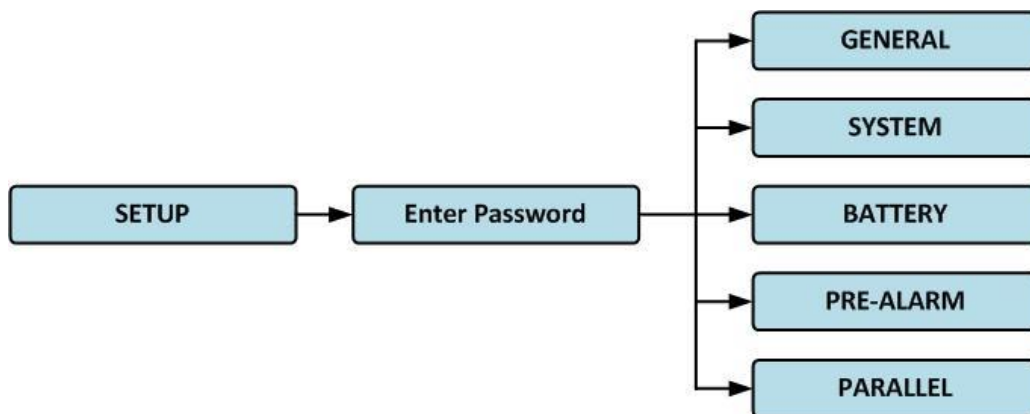 GENERAL
SYSTEM
SETUP
Enter Password
BATTERY
PRE-ALARM
PARALLEL